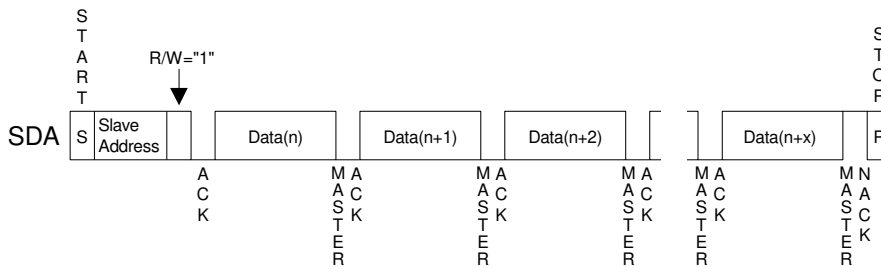 START
STOP
R/W="1"
SDA
S
Slave
Address
Data(n)
Data(n+1)
Data(n+2)
Data(n+x)
P
ACK
MASTER
ACK
MASTER
ACK
MASTER
ACK
MASTER
ACK
MASTER
NACK